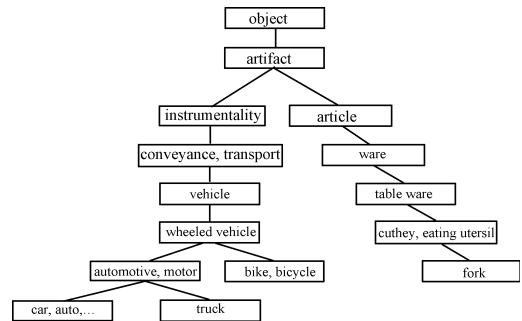 object
artifact
instrumentality
article
conveyance, transport
ware
vehicle
table ware
wheeled vehicle
cuthey, eating utersil
automotive, motor
bike, bicycle
fork
car, auto,...
truck